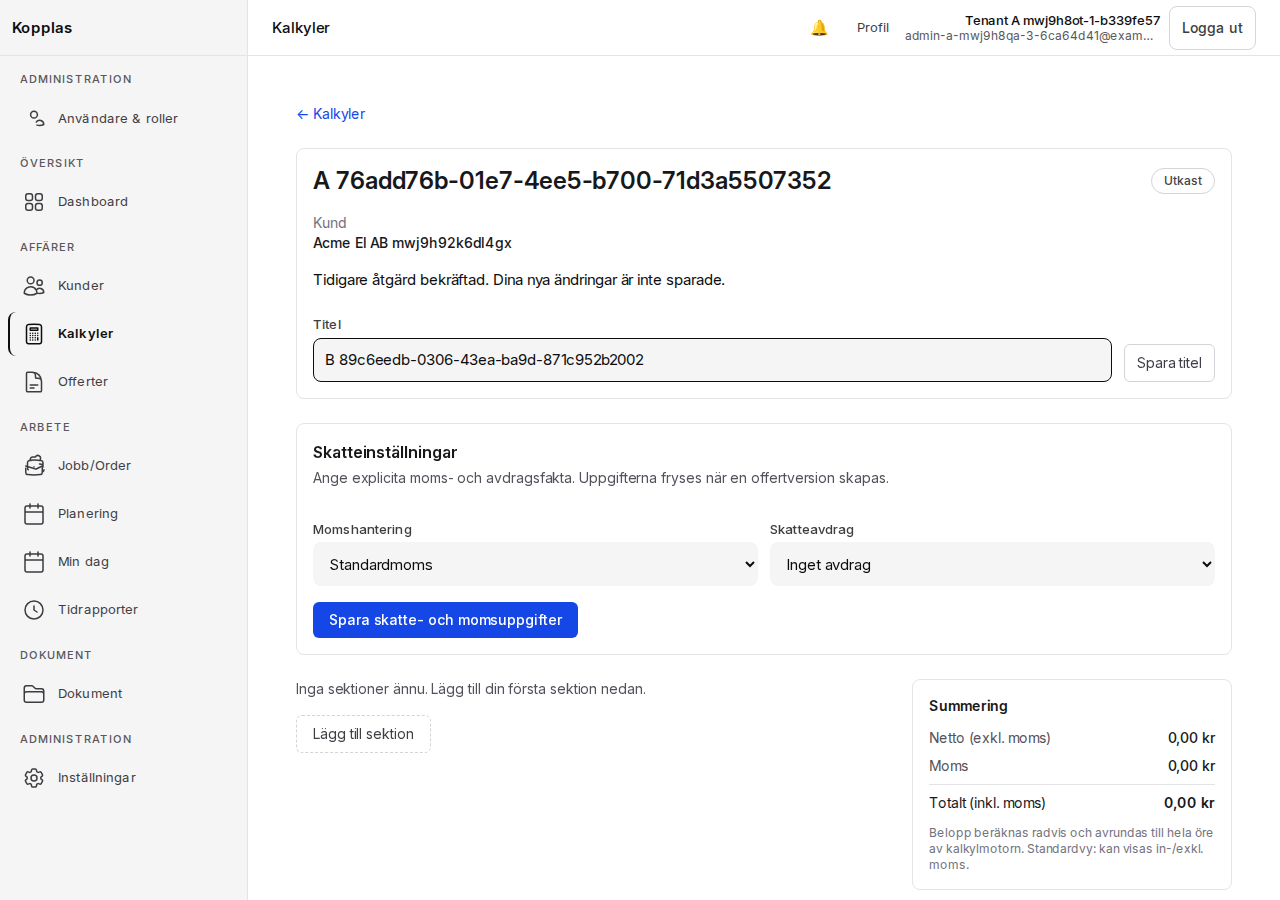 Kopplas
Kalkyler
Profil
Tenant A mwj9h8ot-1-b339fe57
admin-a-mwj9h8qa-3-6ca64d41@exam...
Logga ut
ADMINISTRATION
Användare & roller
ÖVERSIKT
Dashboard
AFFÄRER
Kunder
Kalkyler
Offerter
ARBETE
Jobb/Order
Planering
Min dag
Tidrapporter
DOKUMENT
Dokument
ADMINISTRATION
Inställningar
← Kalkyler
A 76add76b-01e7-4ee5-b700-71d3a5507352
Utkast
Kund
Acme El AB mwj9h92k6dl4gx
Tidigare åtgärd bekräftad. Dina nya ändringar är inte sparade.
Titel
B 89c6eedb-0306-43ea-ba9d-871c952b2002
Spara titel
Skatteinställningar
Ange explicita moms- och avdragsfakta. Uppgifterna fryses när en offertversion skapas.
Momshantering
Skatteavdrag
Standardmoms
Inget avdrag
Spara skatte- och momsuppgifter
Inga sektioner ännu. Lägg till din första sektion nedan.
Lägg till sektion
Summering
Netto (exkl. moms) 0,00 kr
Moms 0,00 kr
Totalt (inkl. moms) 0,00 kr
Belopp beräknas radvis och avrundas till hela öre
av kalkylmotorn. Standardvy: kan visas in-/exkl.
moms.